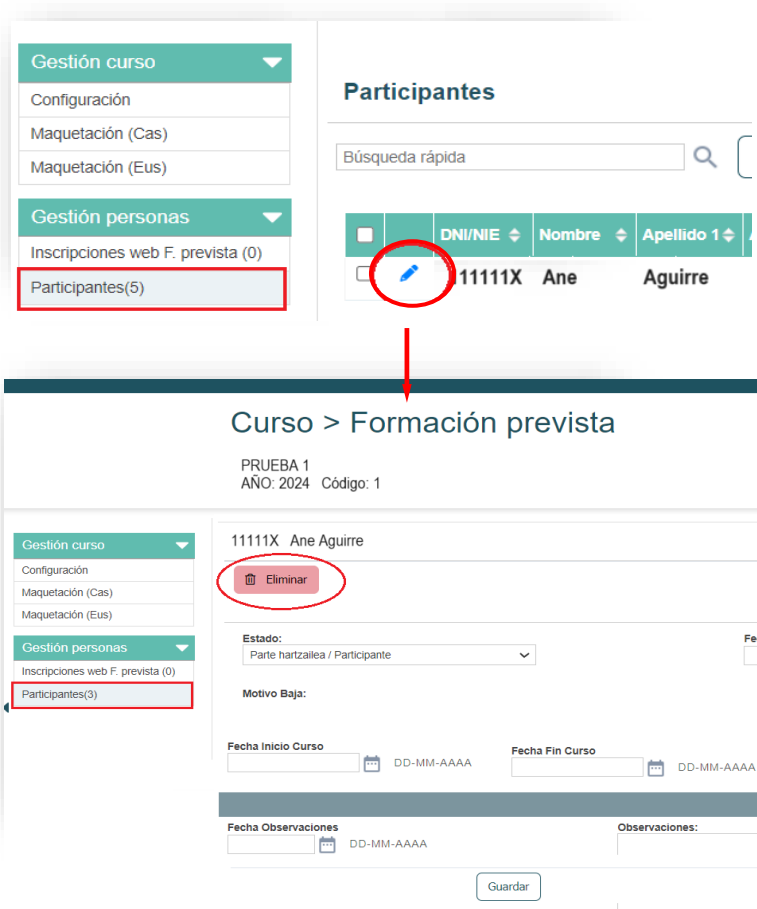 Gestión curso
Configuración
Maquetación (Cas)
Maquetación (Eus)
Gestión personas
Inscripciones web F. prevista (0)
Participantes(5)
Participantes
Búsqueda rápida
DNI/NIE Nombre Apellido 1
11111X Ane Aguirre
Curso > Formación prevista
PRUEBA 1
AÑO: 2024 Código: 1
Gestión curso
Configuración
Maquetación (Cas)
Maquetación (Eus)
Gestión personas
Inscripciones web F. prevista (0)
Participantes(3)
11111X Ane Aguirre
Eliminar
Estado:
Parte hartzailea / Participante
Motivo Baja:
Fecha Inicio Curso
DD-MM-AAAA
Fecha Fin Curso
DD-MM-AAAA
Fecha Observaciones
DD-MM-AAAA
Observaciones:
Guardar